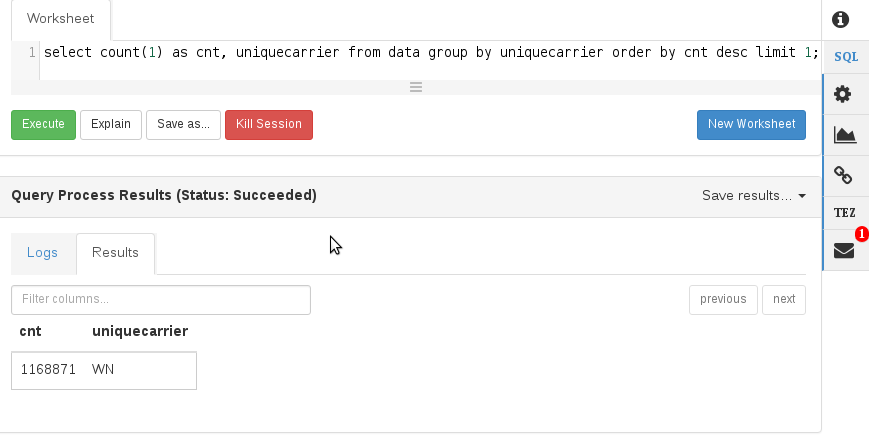 Worksheet
1 select count(1) as cnt, uniquecarrier from data group by uniquecarrier order by cnt desc limit 1;
SQL
Execute Explain Save as... Kill Session New Worksheet
Query Process Results (Status: Succeeded) Save results...
TEZ
1
Logs Results
Filter columns... previous next
cnt uniquecarrier
1168871 WN